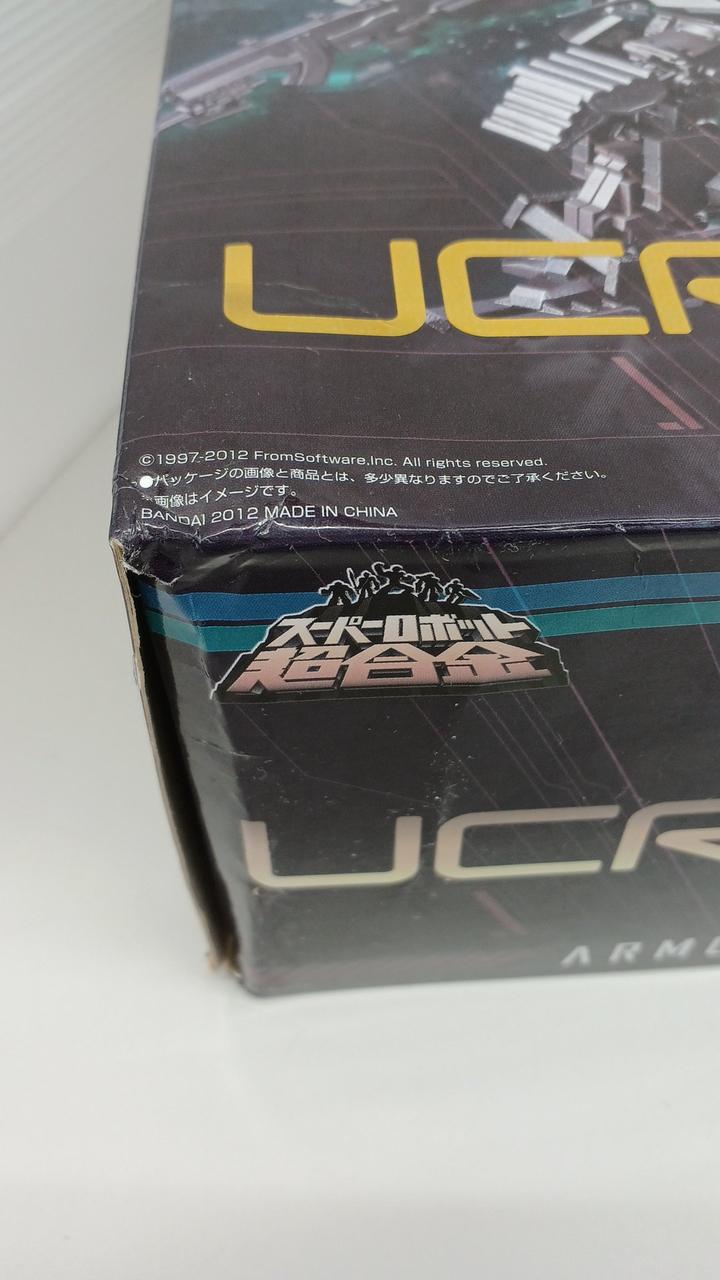 UCR
©1997-2012 FromSoftware,Inc. All rights reserved.
●パッケージの画像と商品とは、多少異なりますのでご了承ください。
※画像はイメージです。
BANDAI 2012 MADE IN CHINA
スーパーロボット
超合金
UCR
ARMO